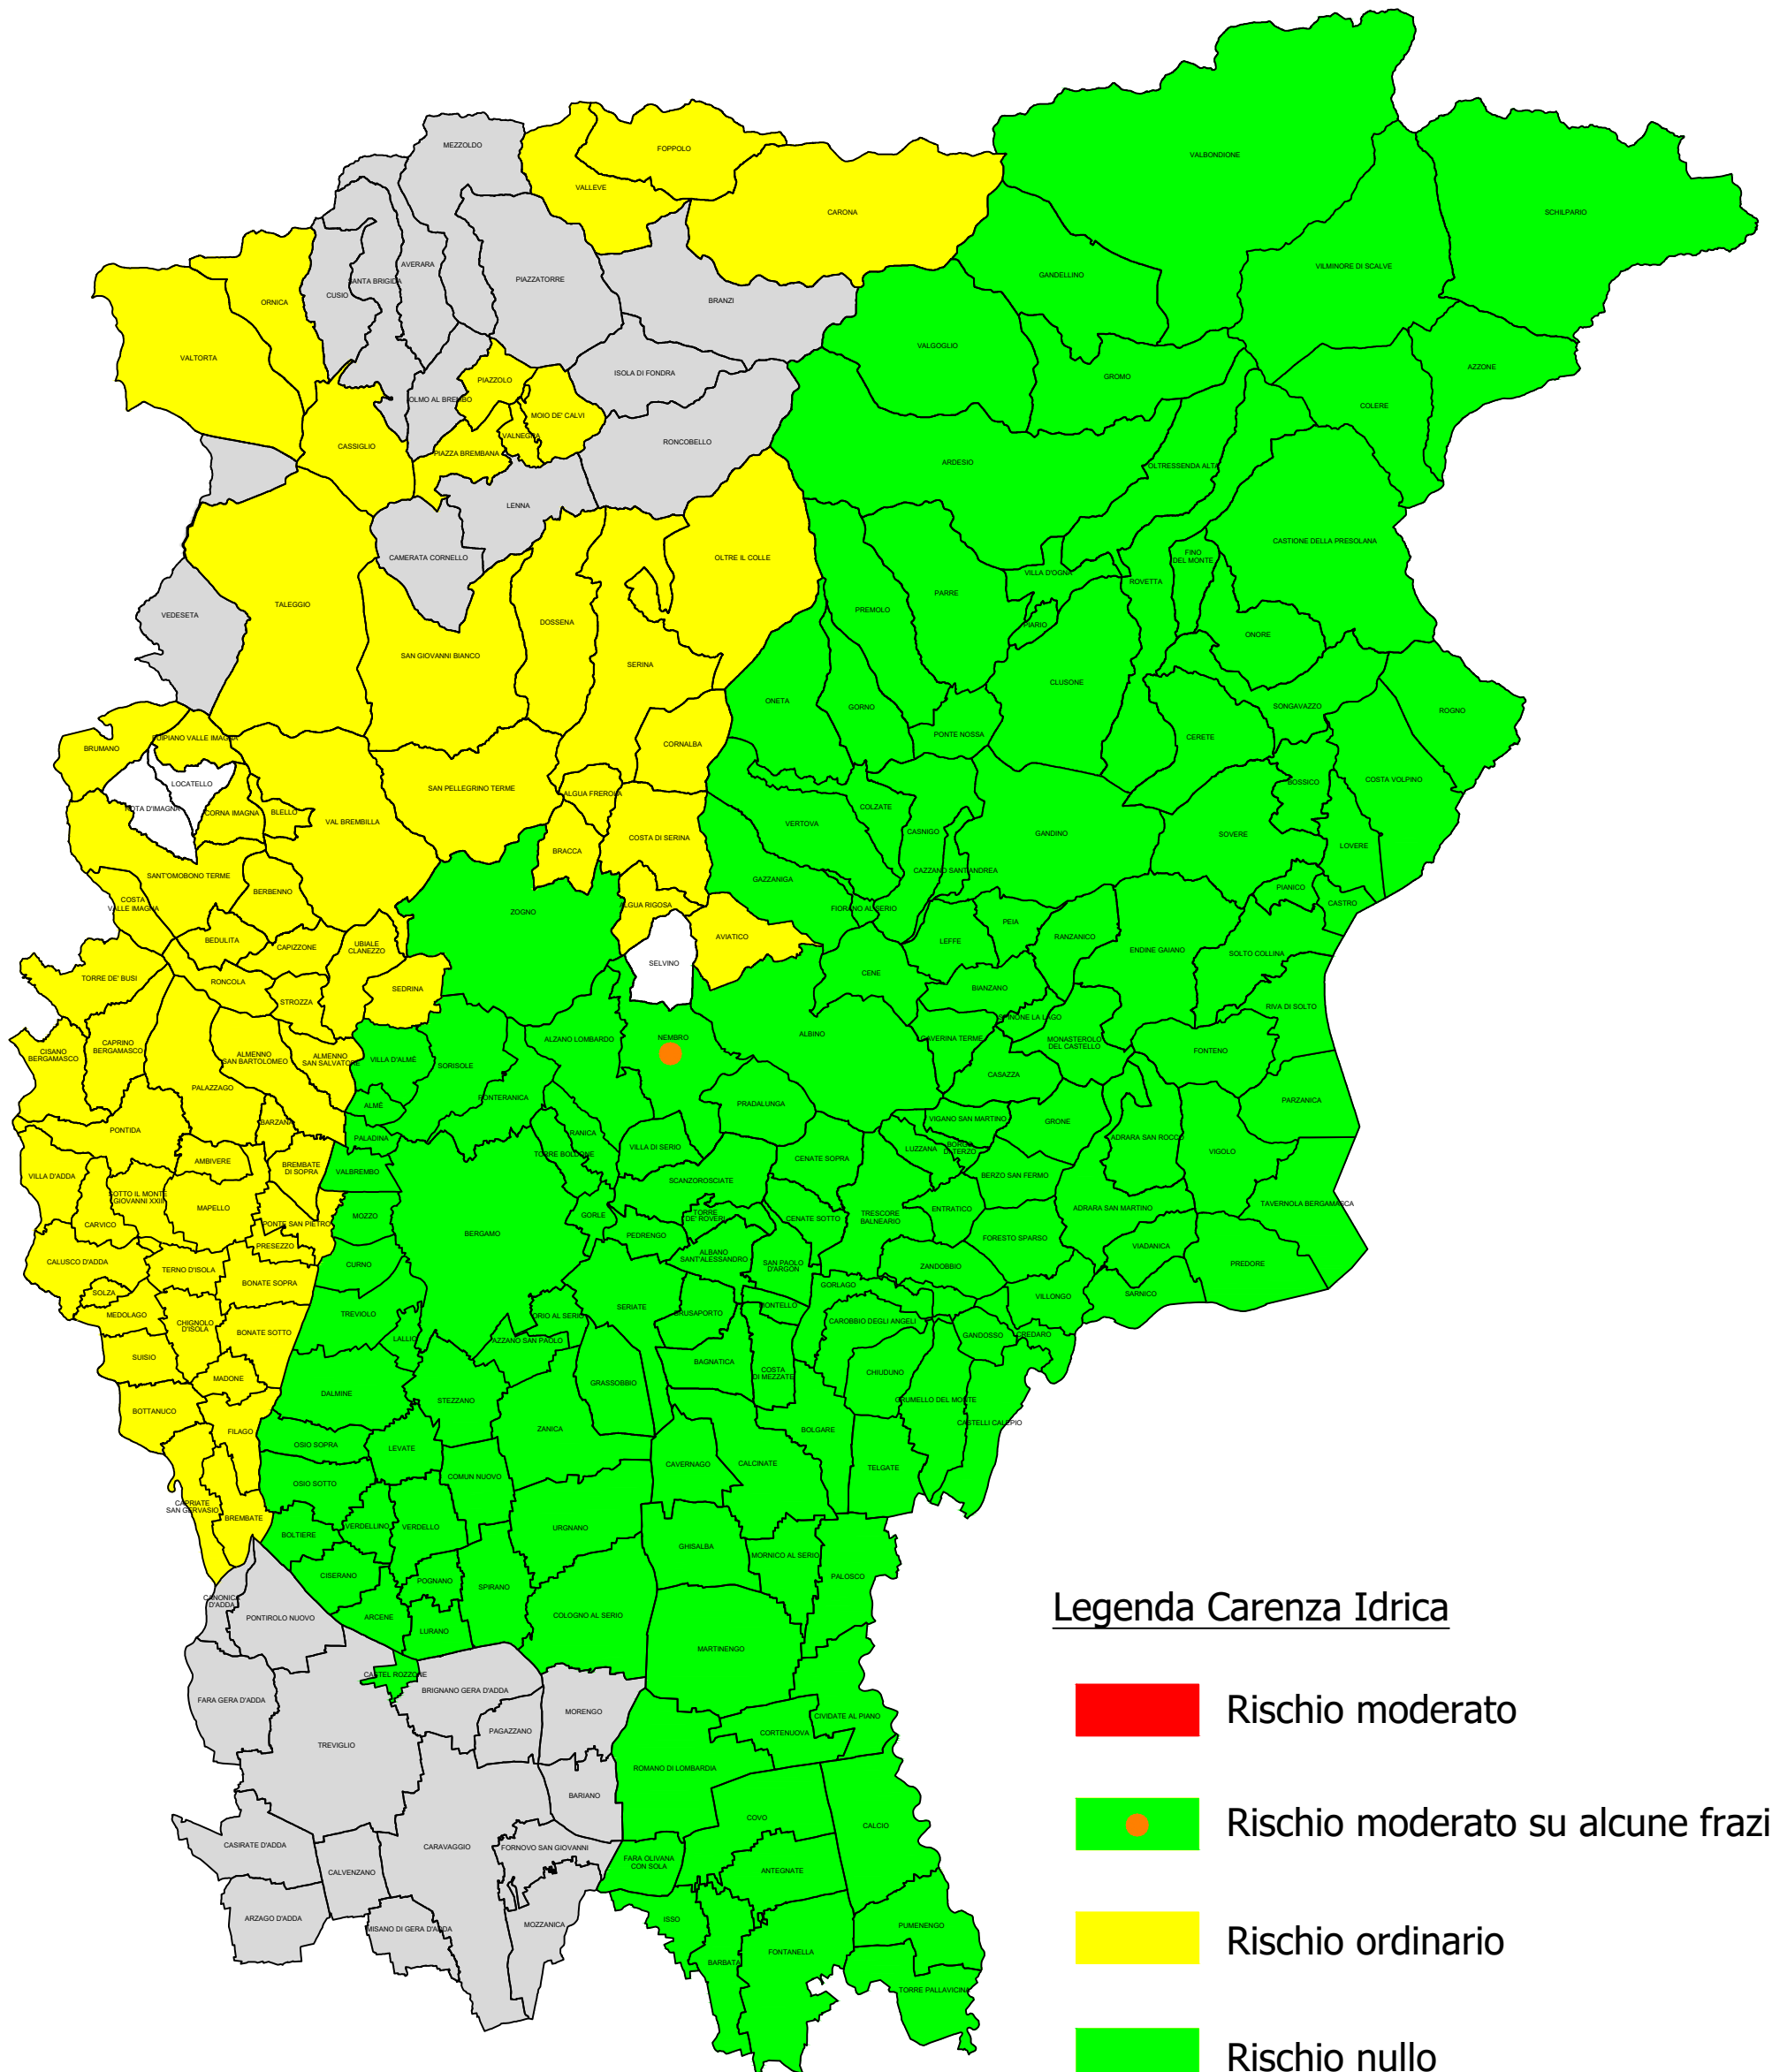 MEZZOLDO
FOPPOLO
VALLEVE
CARONA
VALBONDIONE
SCHILPARIO
AVERARA
SANTA BRIGIDA
CUSIO
ORNICA
PIAZZATORRE
BRANZI
GANDELLINO
VILMINORE DI SCALVE
VALTORTA
VALGOGLIO
GROMO
AZZONE
COLERE
ISOLA DI FONDRA
PIAZZOLO
OLMO AL BREMBO
MOIO DE' CALVI
VALNEGRA
CASSIGLIO
PIAZZA BREMBANA
RONCOBELLO
ARDESIO
OLTRESSENDA ALTA
LENNA
CAMERATA CORNELLO
OLTRE IL COLLE
CASTIONE DELLA PRESOLANA
FINO
DEL MONTE
VILLA D'OGNA
ROVETTA
VEDESETA
TALEGGIO
DOSSENA
PREMOLO
PARRE
PIARIO
ONORE
SAN GIOVANNI BIANCO
SERINA
CLUSONE
ONETA
GORNO
SONGAVAZZO
ROGNO
PONTE NOSSA
CERETE
BRUMANO
FUIPIANO VALLE IMAGNA
CORNALBA
LOCATELLO
ROTA D'IMAGNA
CORNA IMAGNA
BLELLO
VAL BREMBILLA
SAN PELLEGRINO TERME
ALGUA FREROLA
BOSSICO
COSTA VOLPINO
COLZATE
VERTOVA
CASNIGO
GANDINO
SOVERE
LOVERE
COSTA DI SERINA
BRACCA
CAZZANO SANT'ANDREA
SANT'OMOBONO TERME
BERBENNO
GAZZANIGA
PIANICO
CASTRO
COSTA
VALLE IMAGNA
ZOGNO
ALGUA RIGOSA
FIORANO AL SERIO
PEIA
LEFFE
RANZANICO
ENDINE GAIANO
SOLTO COLLINA
BEDULITA
CAPIZZONE
UBIALE
CLANEZZO
AVIATICO
SELVINO
CENE
TORRE DE' BUSI
RONCOLA
STROZZA
SEDRINA
BIANZANO
RIVA DI SOLTO
SPINONE LA LAGO
CISANO
BERGAMASCO
CAPRINO
BERGAMASCO
ALMENNO
SAN BARTOLOMEO
ALMENNO
SAN SALVATORE
VILLA D'ALMÈ
SORISOLE
ALZANO LOMBARDO
NEMBRO
ALBINO
GAVERINA TERME
MONASTEROLO
DEL CASTELLO
FONTENO
CASAZZA
PALAZZAGO
ALMÈ
PONTERANICA
PRADALUNGA
PARZANICA
PONTIDA
BARZANA
PALADINA
RANICA
VILLA DI SERIO
VIGANO SAN MARTINO
GRONE
ADRARA SAN ROCCO
VIGOLO
AMBIVERE
BREMBATE
DI SOPRA
VALBREMBO
TORRE BOLDONE
CENATE SOPRA
LUZZANA
BORGO
DI TERZO
BERZO SAN FERMO
VILLA D'ADDA
SOTTO IL MONTE
GIOVANNI XXIII
MAPELLO
SCANZOROSCIATE
TAVERNOLA BERGAMASCA
CARVICO
PONTE SAN PIETRO
MOZZO
BERGAMO
GORLE
TORRE
DE' ROVERI
CENATE SOTTO
TRESCORE
BALNEARIO
ENTRATICO
ADRARA SAN MARTINO
PEDRENGO
ALBANO
SANT'ALESSANDRO
SAN PAOLO
D'ARGON
FORESTO SPARSO
VIADANICA
PREDORE
CALUSCO D'ADDA
PRESEZZO
TERNO D'ISOLA
BONATE SOPRA
CURNO
ZANDOBBIO
GORLAGO
SARNICO
VILLONGO
SOLZA
MEDOLAGO
CHIGNOLO
D'ISOLA
BONATE SOTTO
TREVIOLO
LALLIO
ORIO AL SERIO
SERIATE
BRUSAPORTO
MONTELLO
CAROBBIO DEGLI ANGELI
GANDOSSO
CREDARO
AZZANO SAN PAOLO
SUISIO
MADONE
BAGNATICA
COSTA
DI MEZZATE
CHIUDUNO
GRASSOBBIO
BOTTANUCO
DALMINE
STEZZANO
GRUMELLO DEL MONTE
CASTELLI CALEPIO
FILAGO
OSIO SOPRA
LEVATE
ZANICA
BOLGARE
CAVERNAGO
CALCINATE
TELGATE
OSIO SOTTO
COMUN NUOVO
CAPRIATE
SAN GERVASIO
BREMBATE
BOLTIERE
VERDELLINO
VERDELLO
URGNANO
GHISALBA
MORNICO AL SERIO
PALOSCO
CISERANO
POGNANO
SPIRANO
CANONICA
D'ADDA
PONTIROLO NUOVO
ARCENE
LURANO
COLOGNO AL SERIO
MARTINENGO
CASTEL ROZZONE
FARA GERA D'ADDA
BRIGNANO GERA D'ADDA
MORENGO
PAGAZZANO
CIVIDATE AL PIANO
CORTENUOVA
TREVIGLIO
ROMANO DI LOMBARDIA
BARIANO
COVO
CALCIO
CASIRATE D'ADDA
CARAVAGGIO
FORNOVO SAN GIOVANNI
CALVENZANO
FARA OLIVANA
CON SOLA
ANTEGNATE
ARZAGO D'ADDA
MISANO DI GERA D'ADDA
MOZZANICA
ISSO
PUMENENGO
BARBATA
FONTANELLA
TORRE PALLAVICINA
Legenda Carenza Idrica
Rischio moderato
Rischio moderato su alcune frazi
Rischio ordinario
Rischio nullo